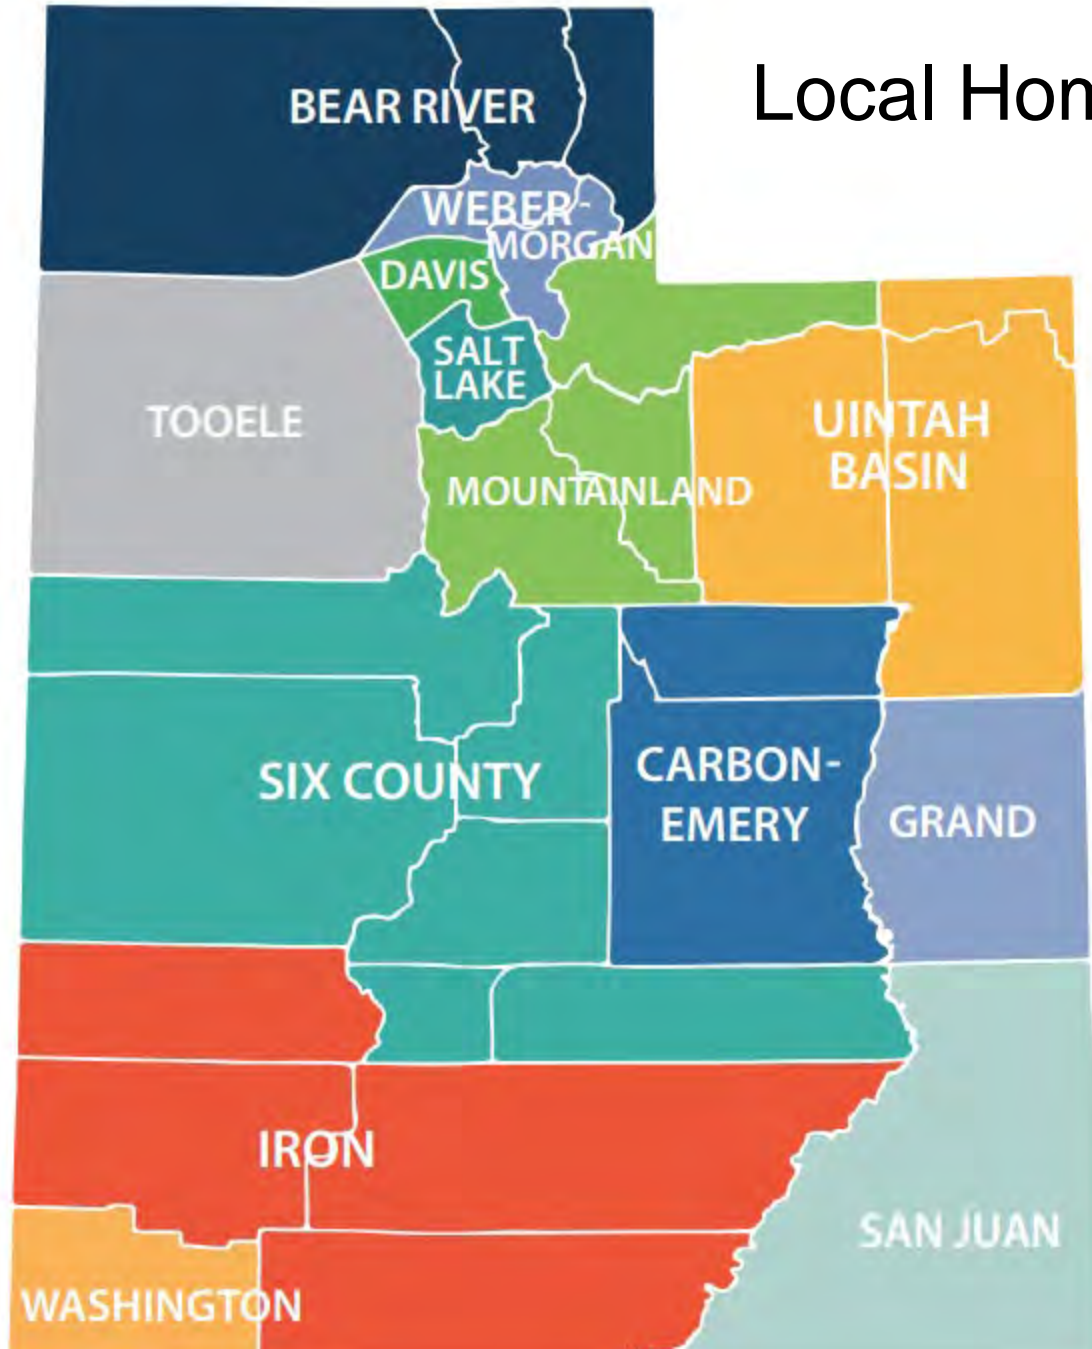 Local Hom
BEAR RIVER
WEBER-
MORGAN
DAVIS
SALT
LAKE
TOOELE
UINTAH
BASIN
MOUNTAINLAND
SIX COUNTY
CARBON-
EMERY
GRAND
IRON
SAN JUAN
WASHINGTON